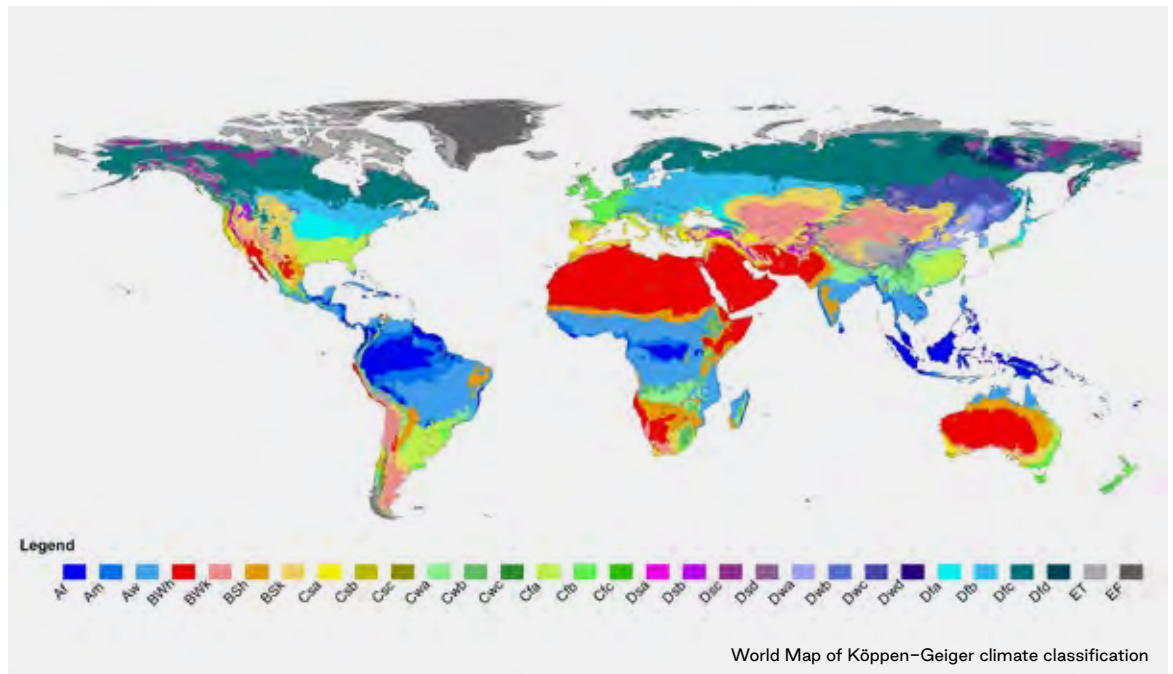 Legend
Af Am Aw BWh BWk BSh BSk Csa Csb Csc Cwa Cwb Cwc Cfa Cfb Cfc Dsa Dsb Dsc Dsd Dwa Dwb Dwc Dwd Dfa Dfb Dfc Dfd ET EF
World Map of Köppen-Geiger climate classification